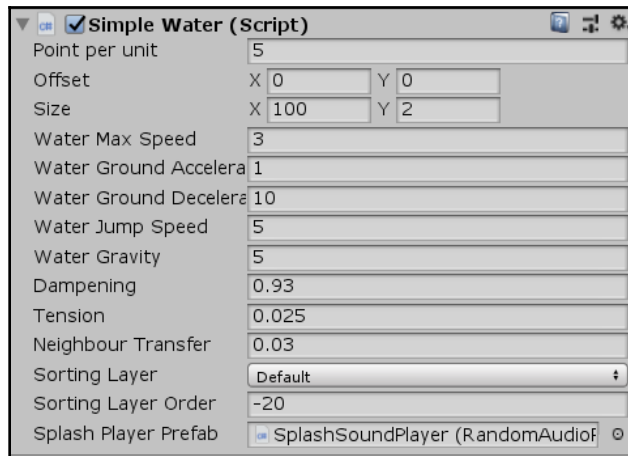 Simple Water (Script)
Point per unit 5
Offset X 0 Y 0
Size X 100 Y 2
Water Max Speed 3
Water Ground Accelera 1
Water Ground Decelera 10
Water Jump Speed 5
Water Gravity 5
Dampening 0.93
Tension 0.025
Neighbour Transfer 0.03
Sorting Layer Default
Sorting Layer Order -20
Splash Player Prefab SplashSoundPlayer (RandomAudioF